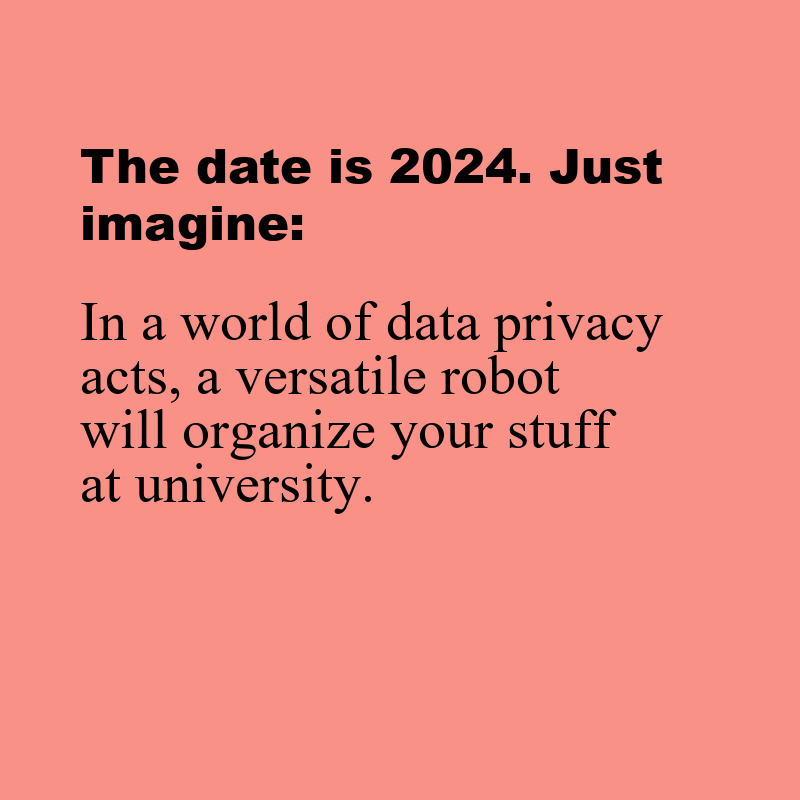 The date is 2024. Just
imagine:
In a world of data privacy
acts, a versatile robot
will organize your stuff
at university.